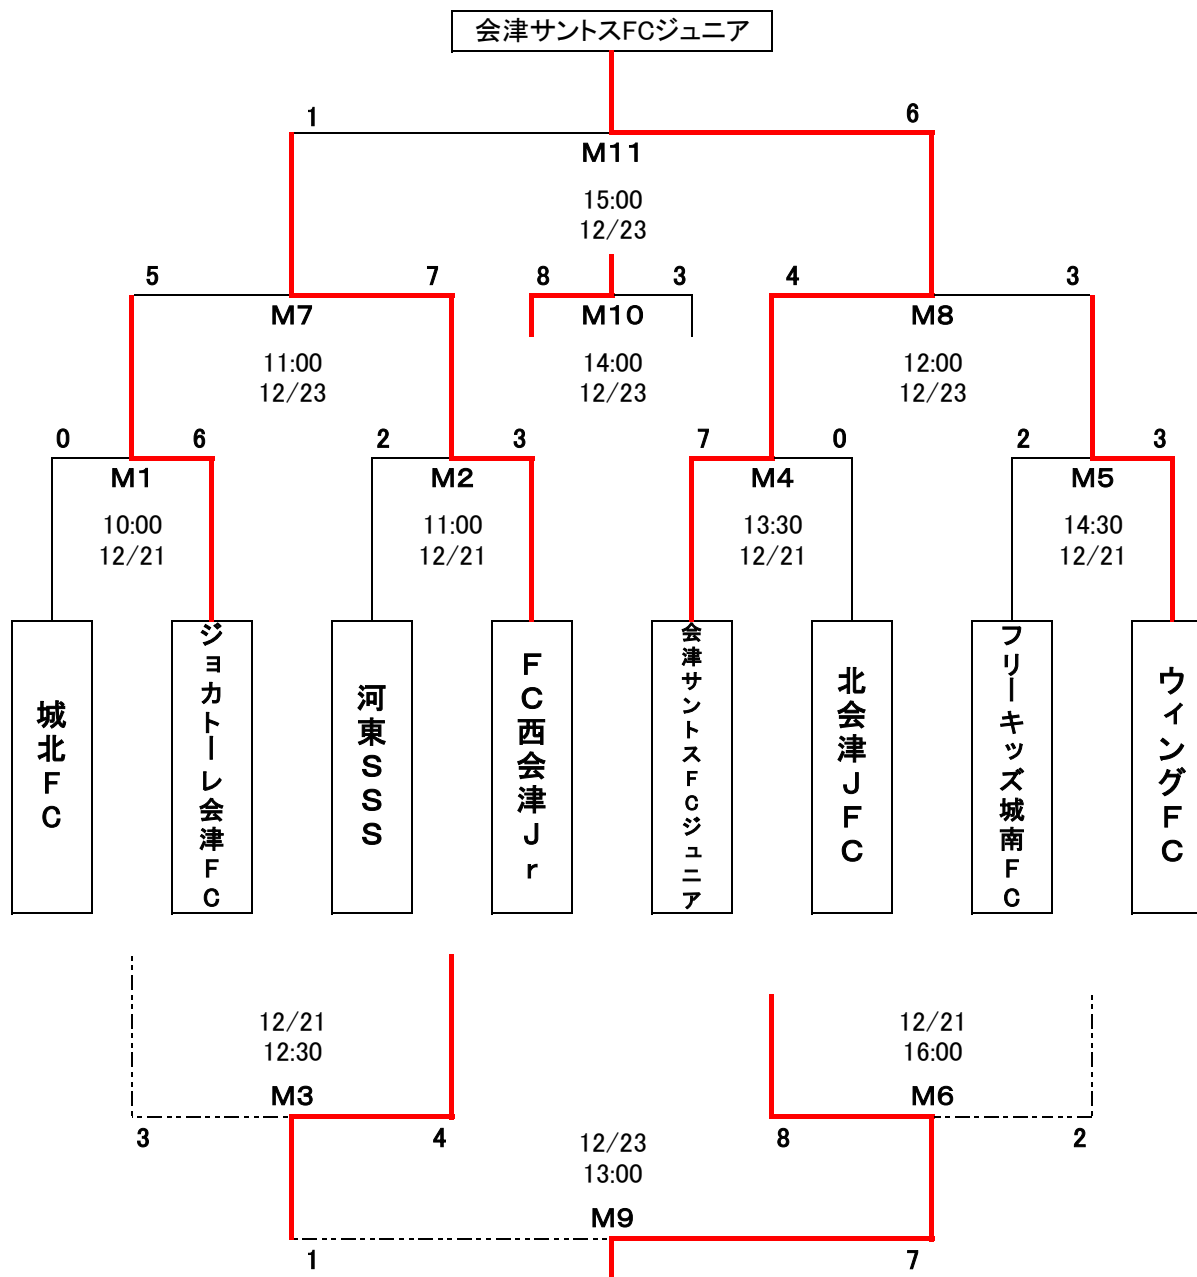 会津サントスFCジュニア
1 6
M11
15:00
12/23
5 7 8 3 4 3
M7 M10 M8
11:00 14:00 12:00
12/23 12/23 12/23
0 6 2 3 7 0 2 3
M1 M2 M4 M5
10:00 11:00 13:30 14:30
12/21 12/21 12/21 12/21
城北FC
ジョカトーレ会津FC
河東SSS
FC西会津Jr
会津サントスFCジュニア
北会津JFC
フリーキッズ城南FC
ウィングFC
12/21 12/21
12:30 16:00
M3 M6
3 4 8 2
12/23
13:00
M9
1 7